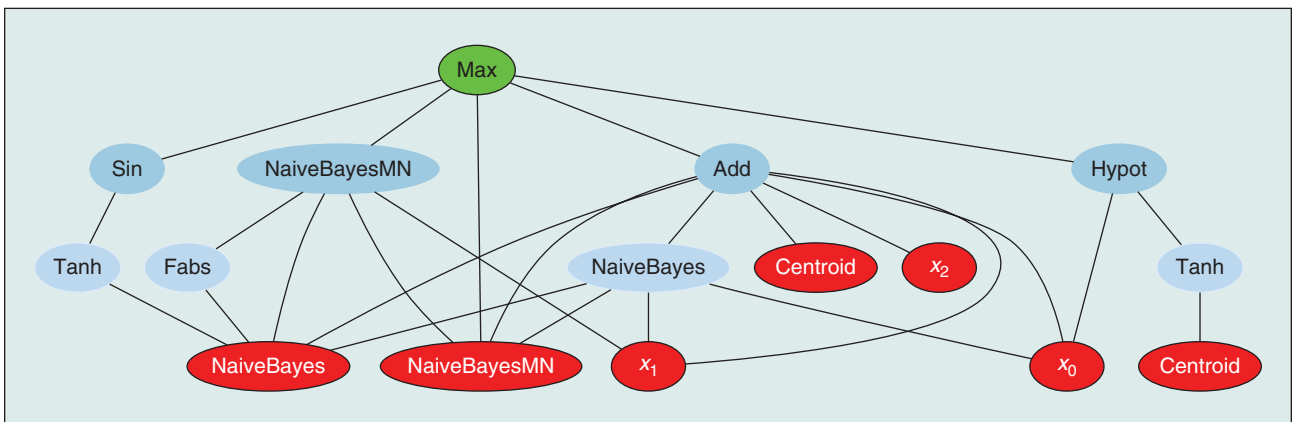 Max
Sin NaiveBayesMN Add Hypot
Tanh Fabs NaiveBayes Centroid x₂ Tanh
NaiveBayes NaiveBayesMN x₁ x₀ Centroid